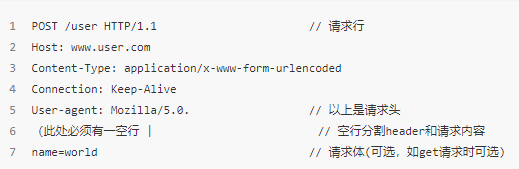 1 POST /user HTTP/1.1 // 请求行
2 Host: www.user.com
3 Content-Type: application/x-www-form-urlencoded
4 Connection: Keep-Alive
5 User-agent: Mozilla/5.0. // 以上是请求头
6 （此处必须有一空行 | // 空行分割header和请求内容
7 name=world // 请求体(可选，如get请求时可选)